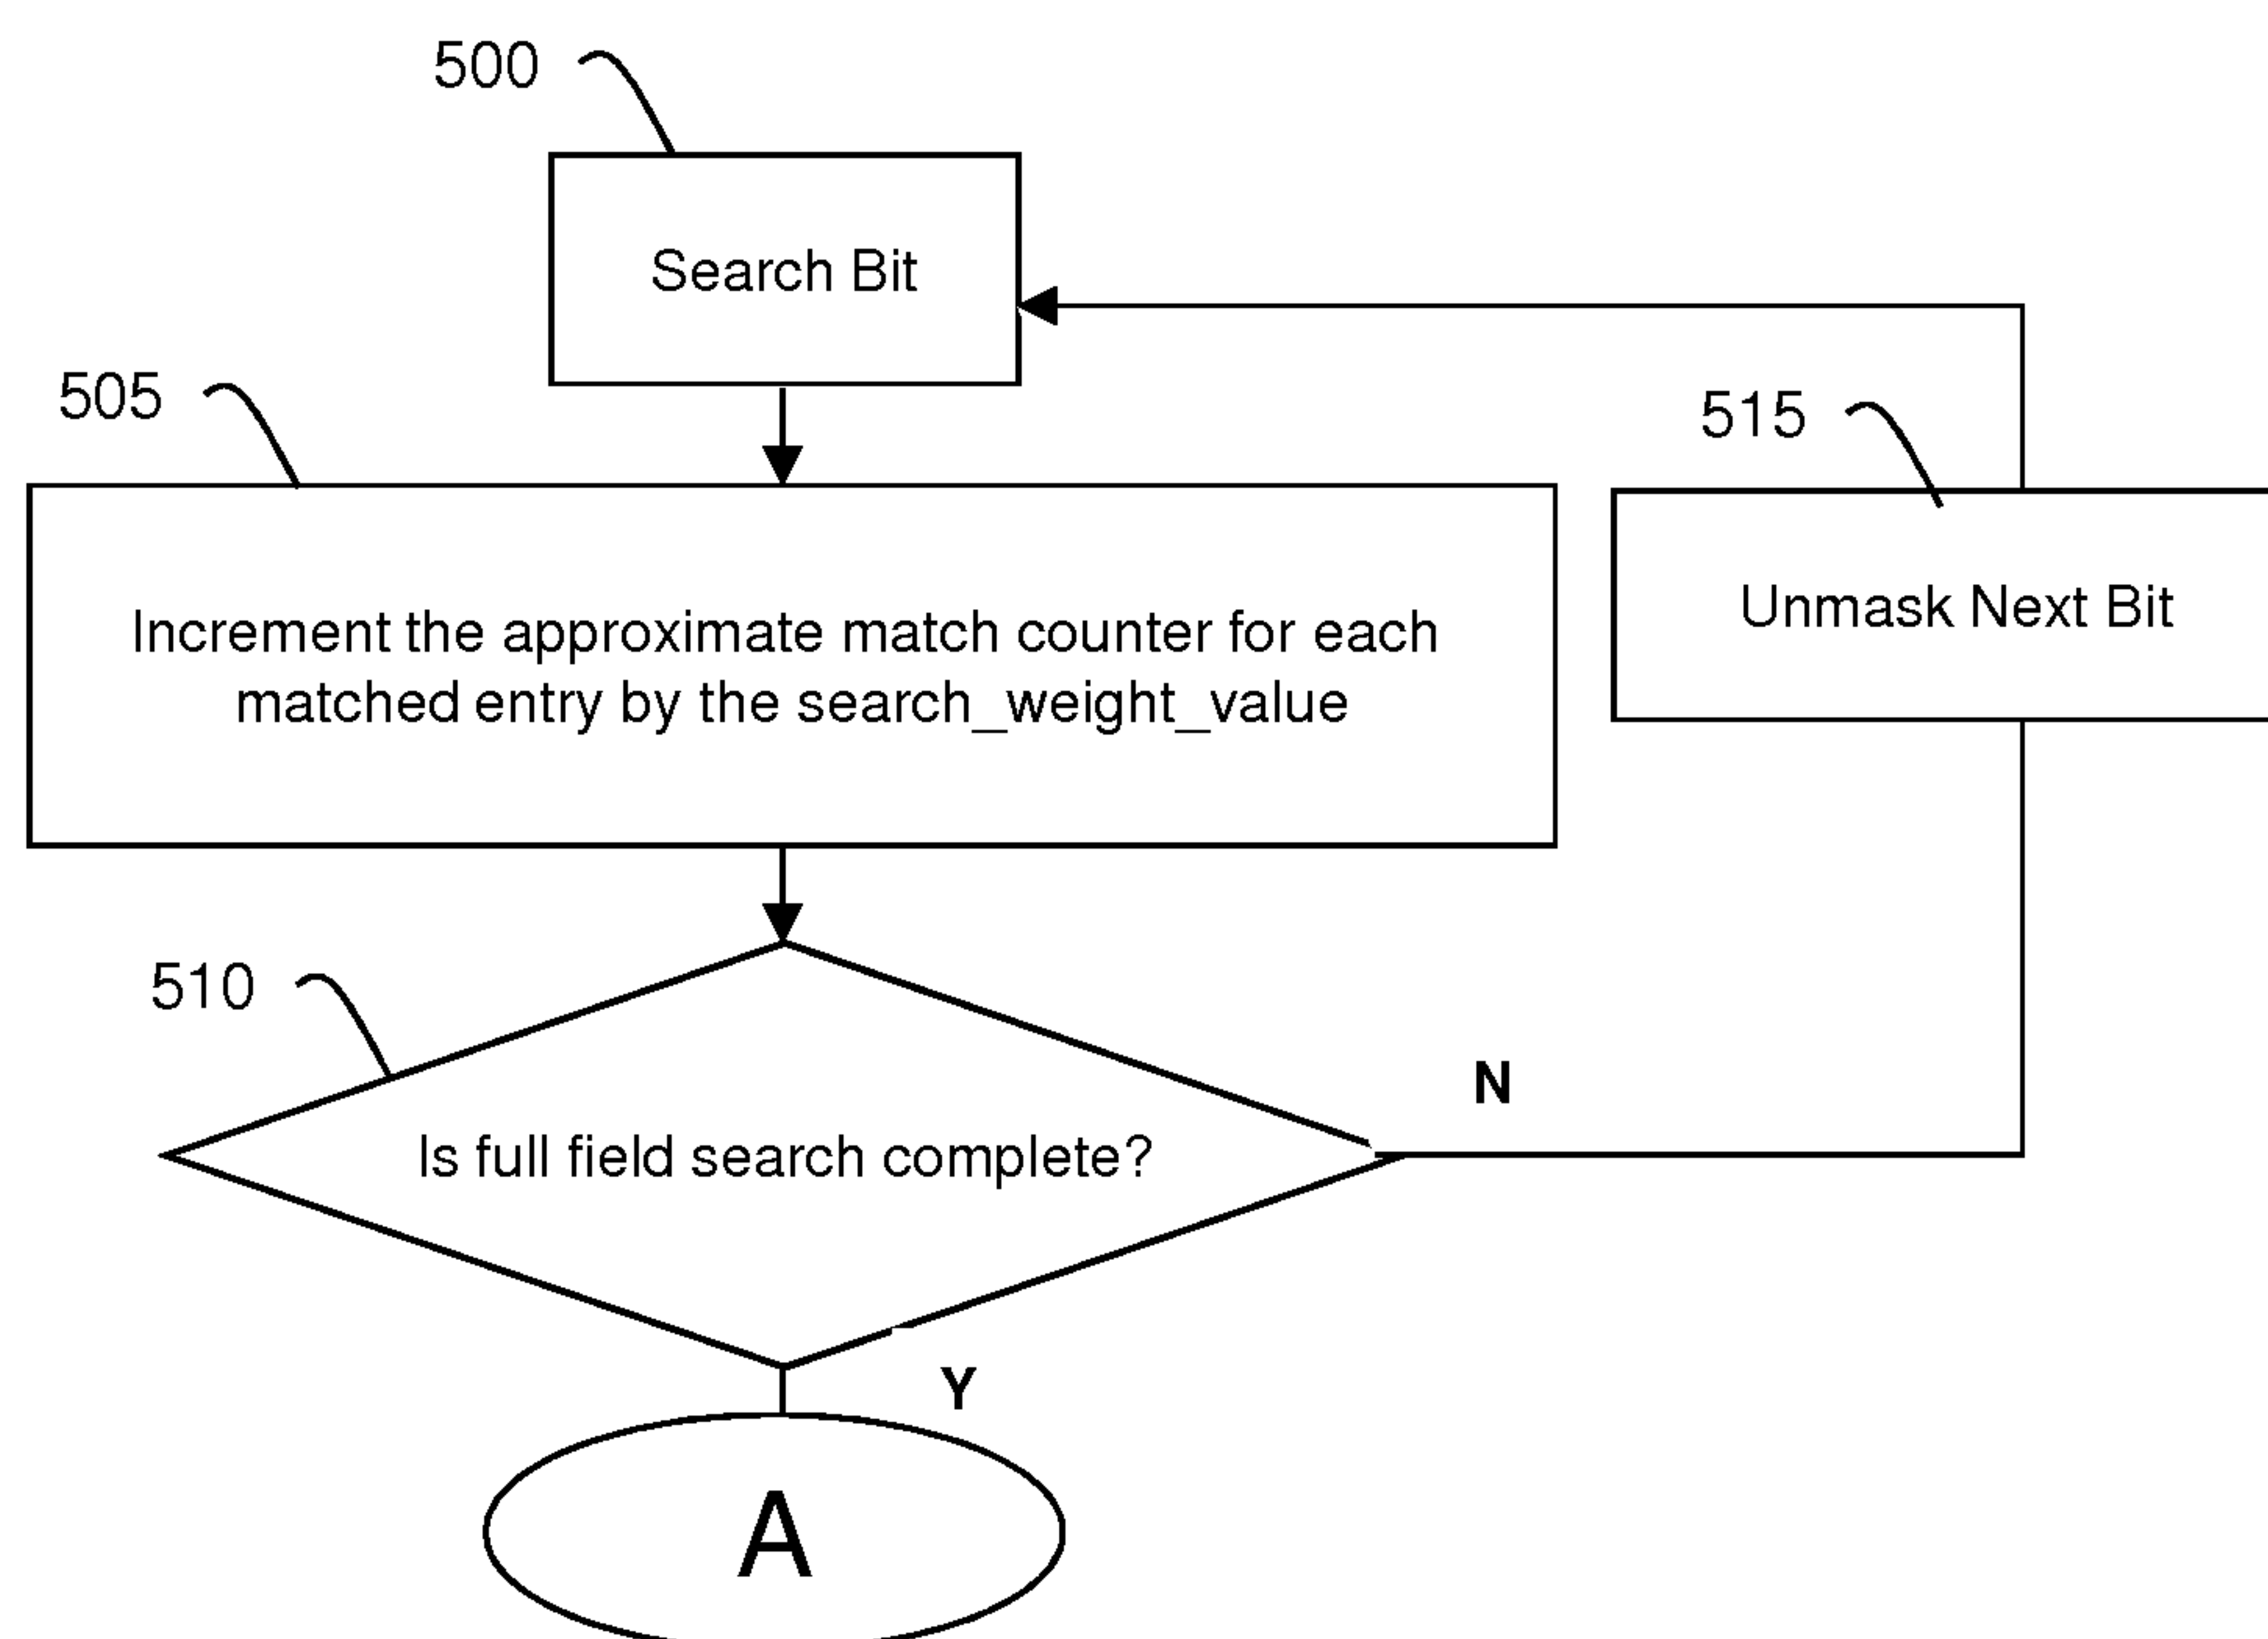 500
Search Bit
505
515
Increment the approximate match counter for each
matched entry by the search_weight_value
Unmask Next Bit
510
N
Is full field search complete?
Y
A